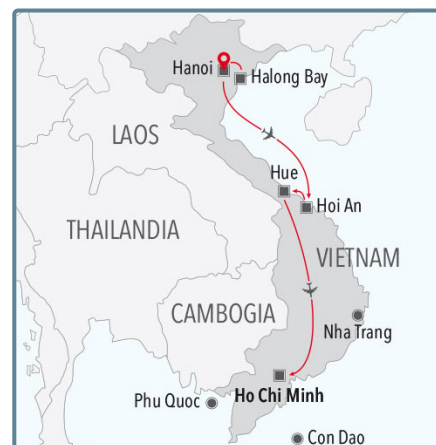 Hanoi
Halong Bay
LAOS
Hue
Hoi An
THAILANDIA
VIETNAM
CAMBOGIA
Nha Trang
Ho Chi Minh
Phu Quoc
Con Dao